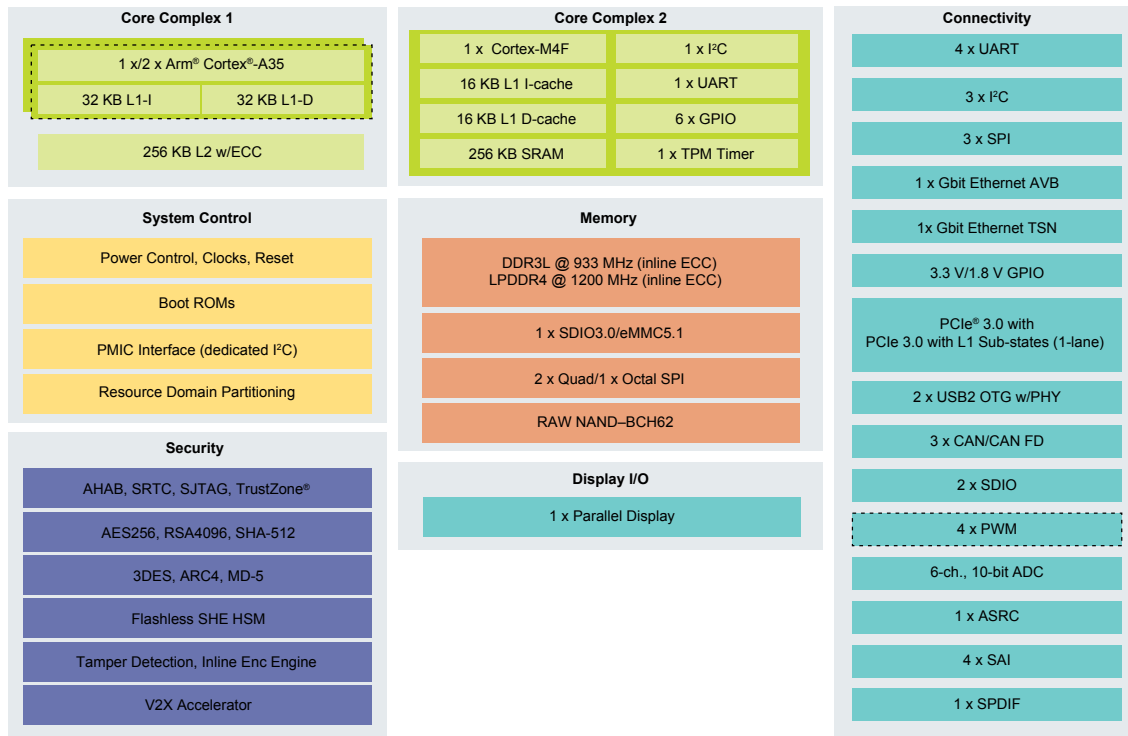 Core Complex 1
1 x/2 x Arm® Cortex®-A35
32 KB L1-I
32 KB L1-D
256 KB L2 w/ECC
System Control
Power Control, Clocks, Reset
Boot ROMs
PMIC Interface (dedicated I²C)
Resource Domain Partitioning
Security
AHAB, SRTC, SJTAG, TrustZone®
AES256, RSA4096, SHA-512
3DES, ARC4, MD-5
Flashless SHE HSM
Tamper Detection, Inline Enc Engine
V2X Accelerator
Core Complex 2
1 x Cortex-M4F
1 x I²C
16 KB L1 I-cache
1 x UART
16 KB L1 D-cache
6 x GPIO
256 KB SRAM
1 x TPM Timer
Memory
DDR3L @ 933 MHz (inline ECC)
LPDDR4 @ 1200 MHz (inline ECC)
1 x SDIO3.0/eMMC5.1
2 x Quad/1 x Octal SPI
RAW NAND–BCH62
Display I/O
1 x Parallel Display
Connectivity
4 x UART
3 x I²C
3 x SPI
1 x Gbit Ethernet AVB
1x Gbit Ethernet TSN
3.3 V/1.8 V GPIO
PCIe® 3.0 with
PCIe 3.0 with L1 Sub-states (1-lane)
2 x USB2 OTG w/PHY
3 x CAN/CAN FD
2 x SDIO
4 x PWM
6-ch., 10-bit ADC
1 x ASRC
4 x SAI
1 x SPDIF